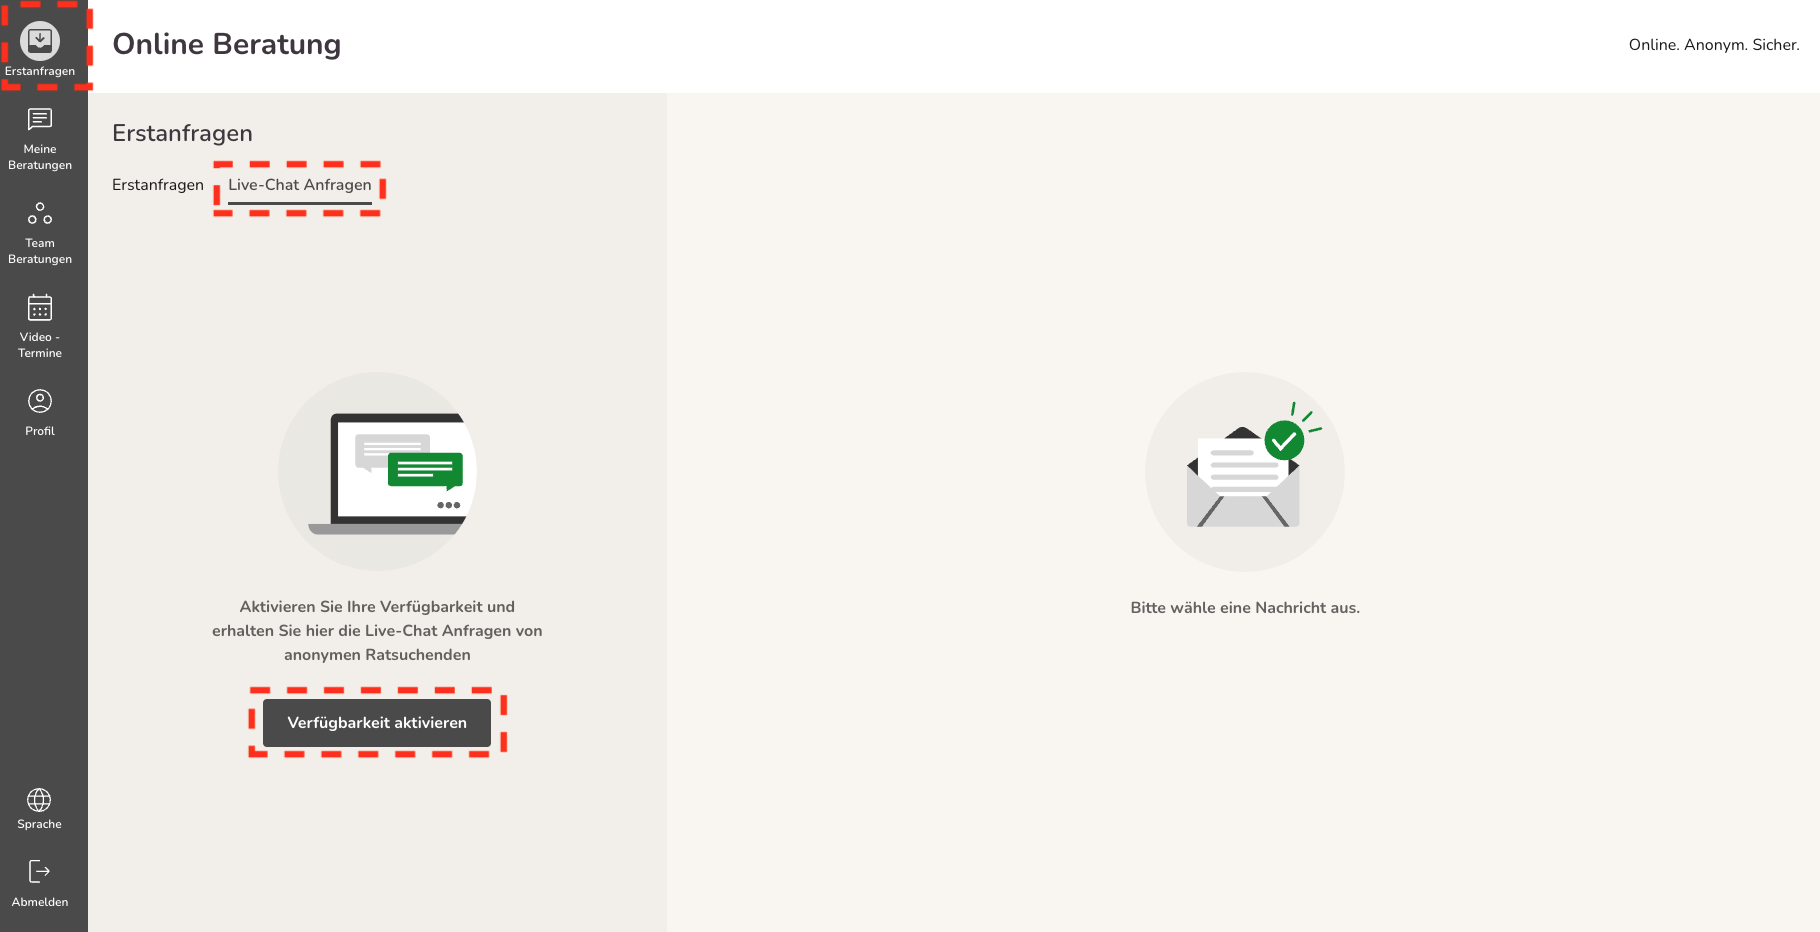 Online Beratung
Online. Anonym. Sicher.
Erstanfragen
Meine
Beratungen
Team
Beratungen
Video -
Termine
Profil
Sprache
Abmelden
Erstanfragen
Erstanfragen
Live-Chat Anfragen
Aktivieren Sie Ihre Verfügbarkeit und
erhalten Sie hier die Live-Chat Anfragen von
anonymen Ratsuchenden
Verfügbarkeit aktivieren
Bitte wähle eine Nachricht aus.